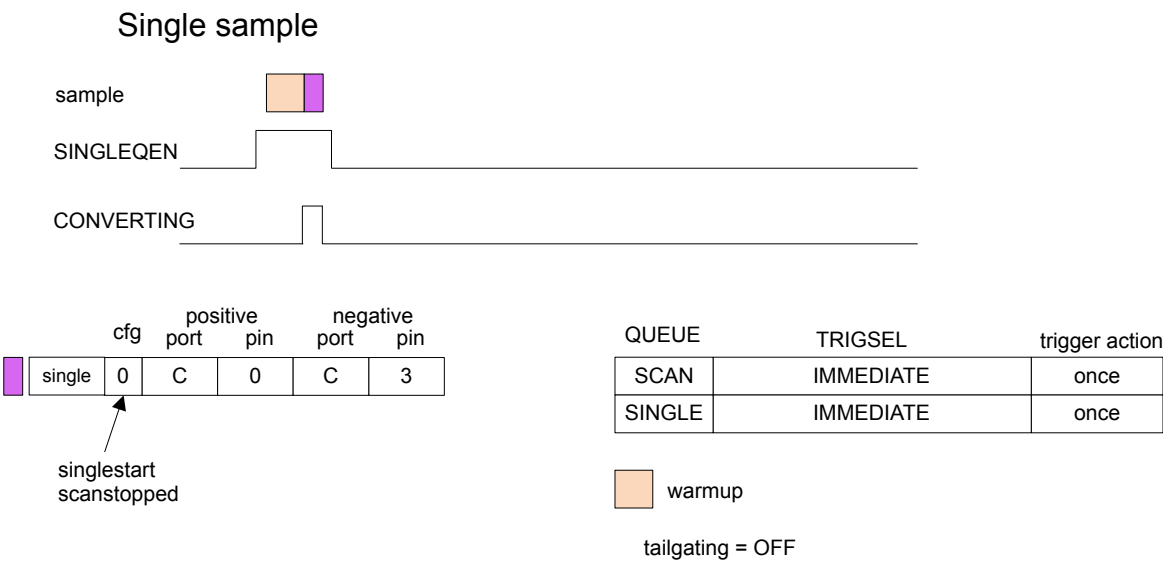 Single sample
sample
SINGLEQEN
CONVERTING
cfg positive port pin negative port pin
single 0 C 0 C 3
singlestart
scanstopped
QUEUE TRIGSEL trigger action
SCAN IMMEDIATE once
SINGLE IMMEDIATE once
warmup
tailgating = OFF